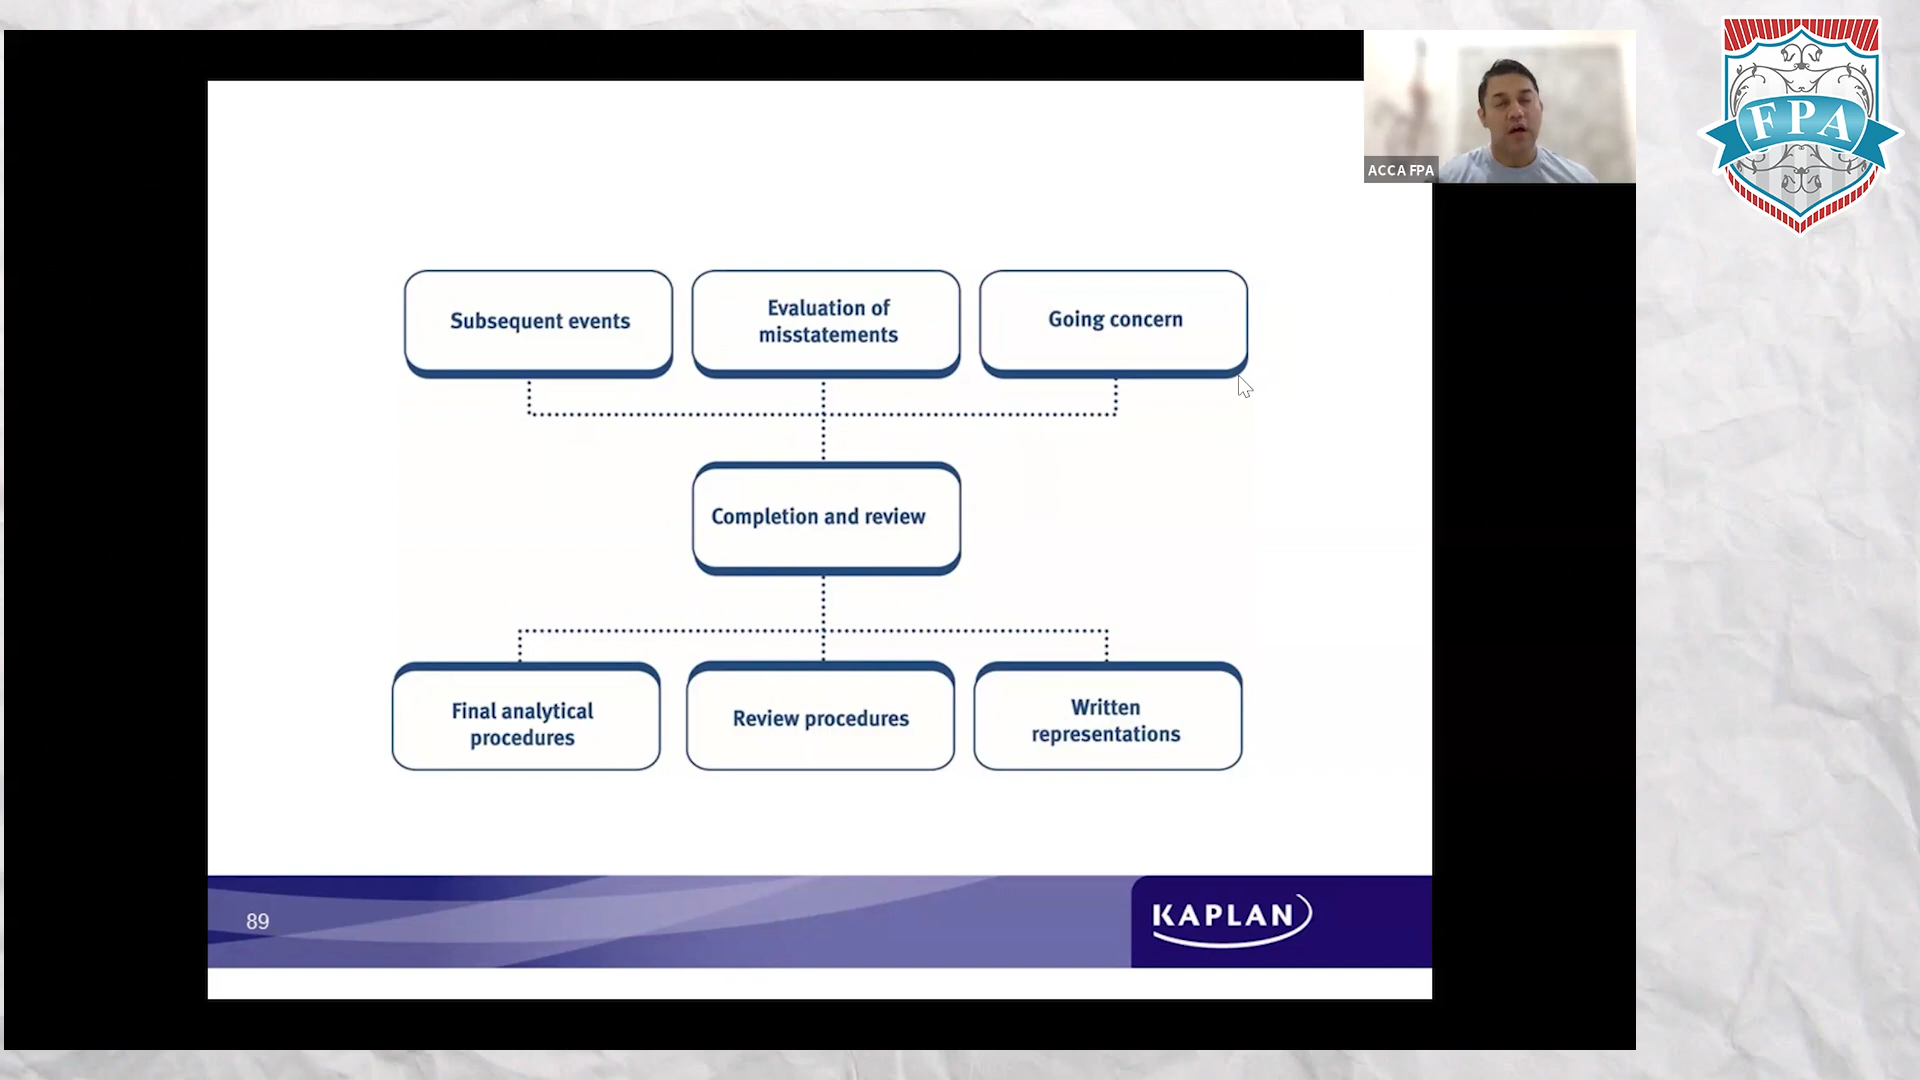 FPA
ACCA FPA
Subsequent events
Evaluation of
misstatements
Going concern
Completion and review
Final analytical
procedures
Review procedures
Written
representations
89
KAPLAN